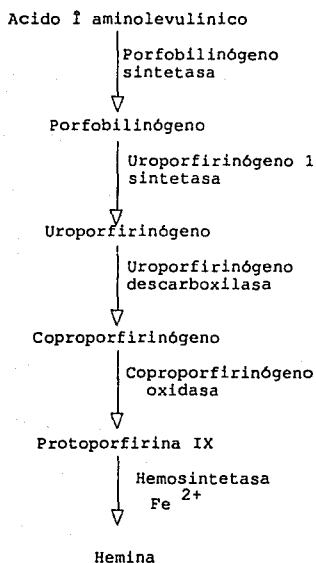 Acido Î aminolevulínico
Porfobilinógeno
sintetasa
Porfobilinógeno
Uroporfirinógeno 1
sintetasa
Uroporfirinógeno
Uroporfirinógeno
descarboxilasa
Coproporfirinógeno
Coproporfirinógeno
oxidasa
Protoporfirina IX
Hemosintetasa
Fe 2+
Hemina